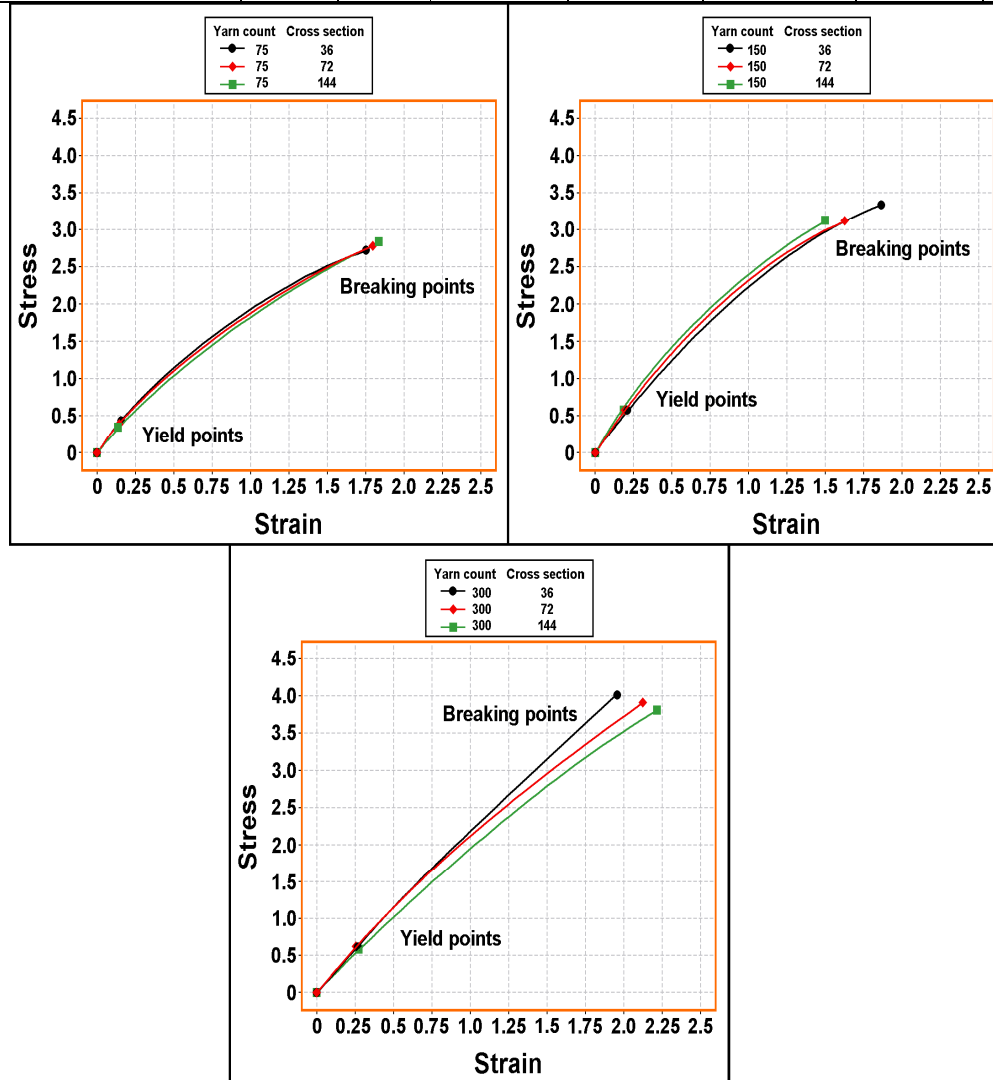 Yarn count Cross section
75 36
75 72
75 144
4.5
4.0
3.5
3.0
2.5
2.0
1.5
1.0
0.5
0
Stress
Breaking points
Yield points
0 0.25 0.5 0.75 1.0 1.25 1.5 1.75 2.0 2.25 2.5
Strain
Yarn count Cross section
150 36
150 72
150 144
4.5
4.0
3.5
3.0
2.5
2.0
1.5
1.0
0.5
0
Stress
Breaking points
Yield points
0 0.25 0.5 0.75 1.0 1.25 1.5 1.75 2.0 2.25 2.5
Strain
Yarn count Cross section
300 36
300 72
300 144
4.5
4.0
3.5
3.0
2.5
2.0
1.5
1.0
0.5
0
Stress
Breaking points
Yield points
0 0.25 0.5 0.75 1.0 1.25 1.5 1.75 2.0 2.25 2.5
Strain